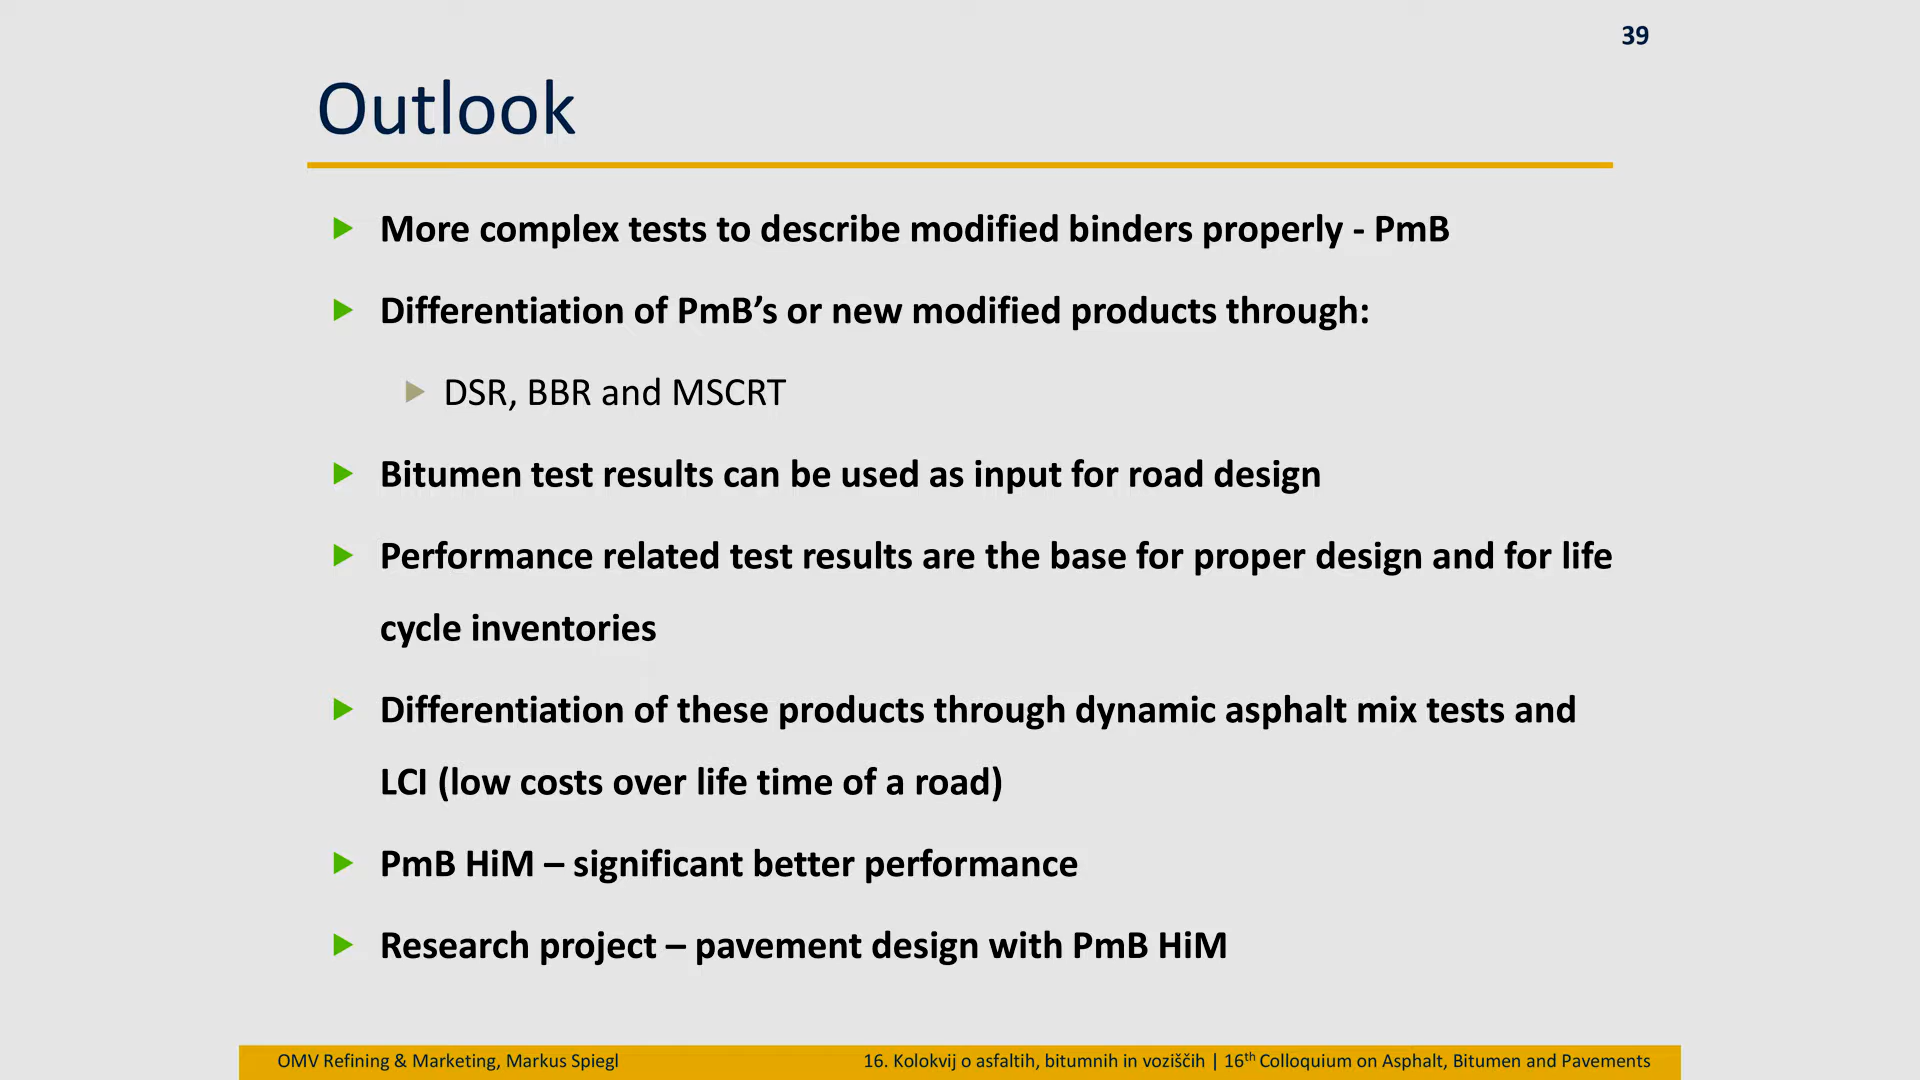 39
Outlook
More complex tests to describe modified binders properly - PmB
Differentiation of PmB’s or new modified products through:
DSR, BBR and MSCRT
Bitumen test results can be used as input for road design
Performance related test results are the base for proper design and for life
cycle inventories
Differentiation of these products through dynamic asphalt mix tests and
LCI (low costs over life time of a road)
PmB HiM – significant better performance
Research project – pavement design with PmB HiM
OMV Refining & Marketing, Markus Spiegl
16. Kolokvij o asfaltih, bitumnih in voziščih | 16th Colloquium on Asphalt, Bitumen and Pavements